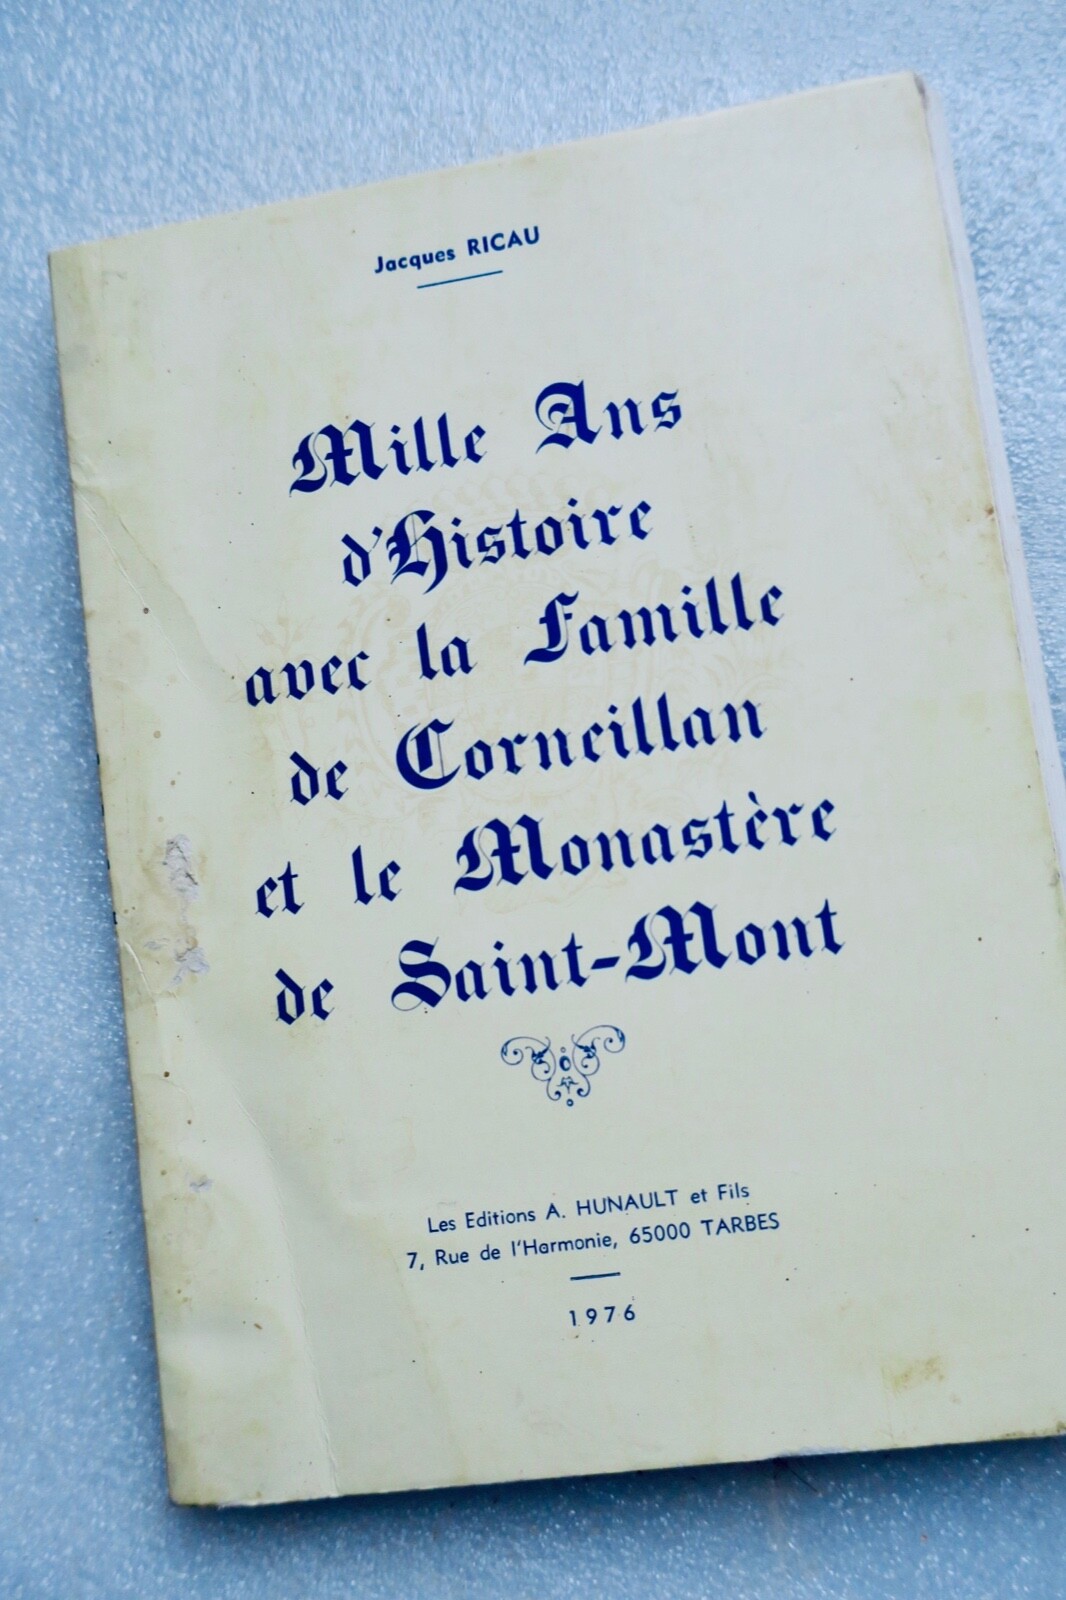 Jacques RICAU
Mille Ans
d'Histoire
avec la Famille
de Corneillan
et le Monastère
de Saint-Mont
Les Editions A. HUNAULT et Fils
7, Rue de l'Harmonie, 65000 TARBES
1976